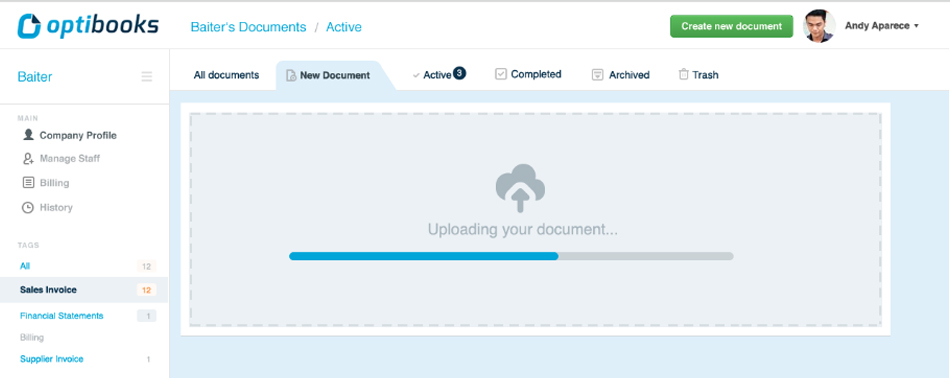 optibooks
Baiter's Documents / Active
Create new document
Andy Aparece
Baiter
All documents
New Document
Active 3
Completed
Archived
Trash
MAIN
Company Profile
Manage Staff
Billing
History
TAGS
All 12
Sales Invoice 12
Financial Statements 1
Billing
Supplier Invoice 1
Uploading your document...